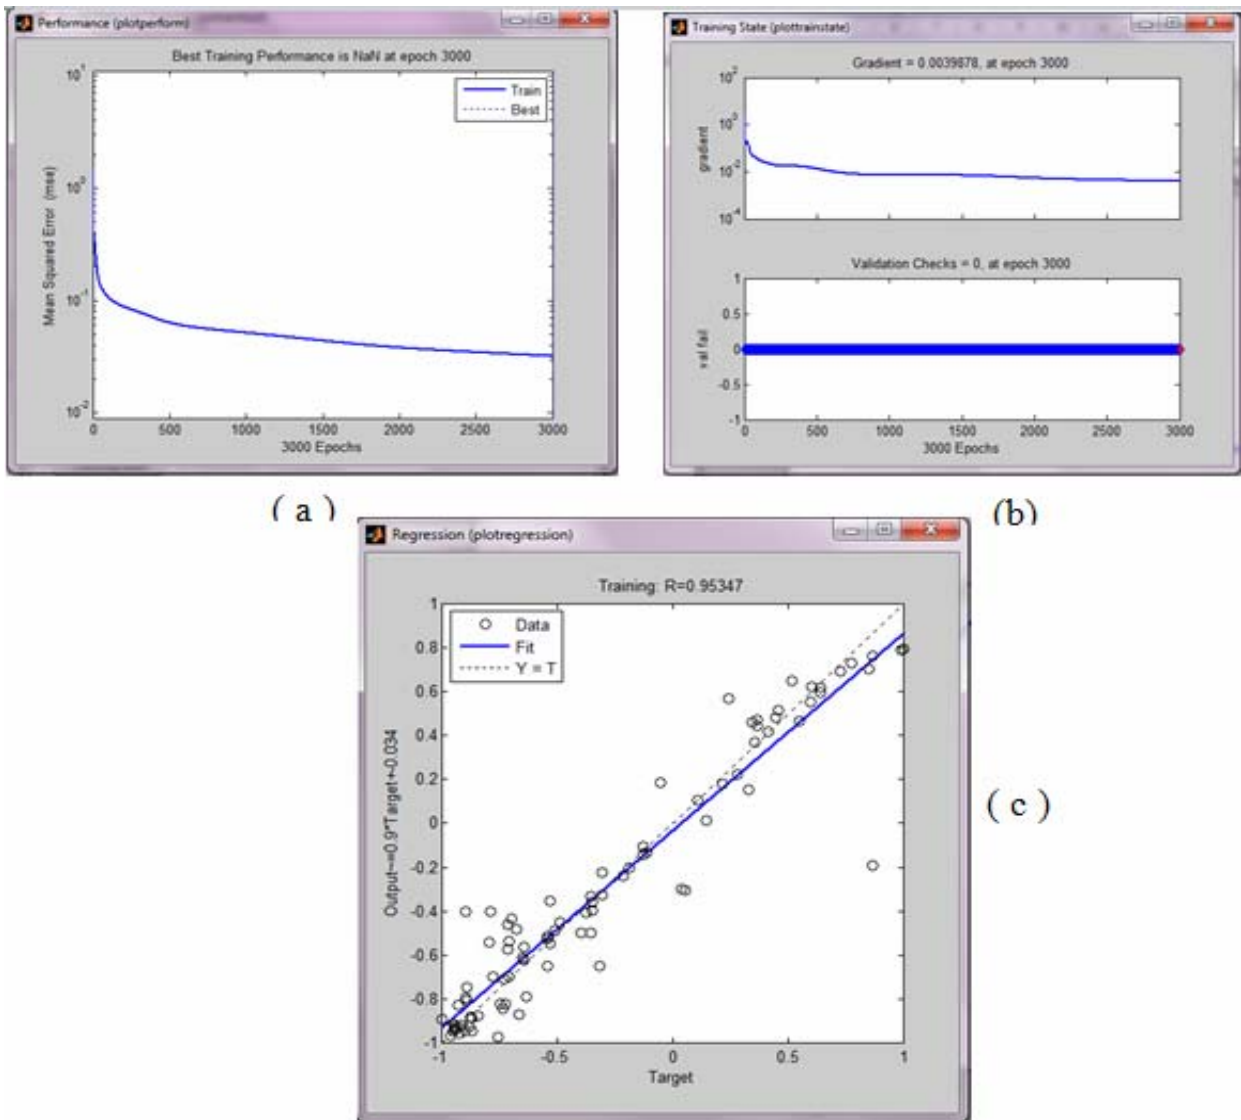 Performance (plotperform)
Best Training Performance is NaN at epoch 3000
Train
Best
Mean Squared Error (mse)
10^1
10^0
10^-1
10^-2
0 500 1000 1500 2000 2500 3000
3000 Epochs
( a )
Training State (plottrainstate)
Gradient = 0.0039878, at epoch 3000
gradient
10^2
10^0
10^-2
10^-4
Validation Checks = 0, at epoch 3000
val fail
1
0.5
0
-0.5
-1
0 500 1000 1500 2000 2500 3000
3000 Epochs
(b)
Regression (plotregression)
Training: R=0.95347
Data
Fit
Y = T
Output~=0.9*Target+-0.034
1
0.8
0.6
0.4
0.2
0
-0.2
-0.4
-0.6
-0.8
-1
-1 -0.5 0 0.5 1
Target
( c )